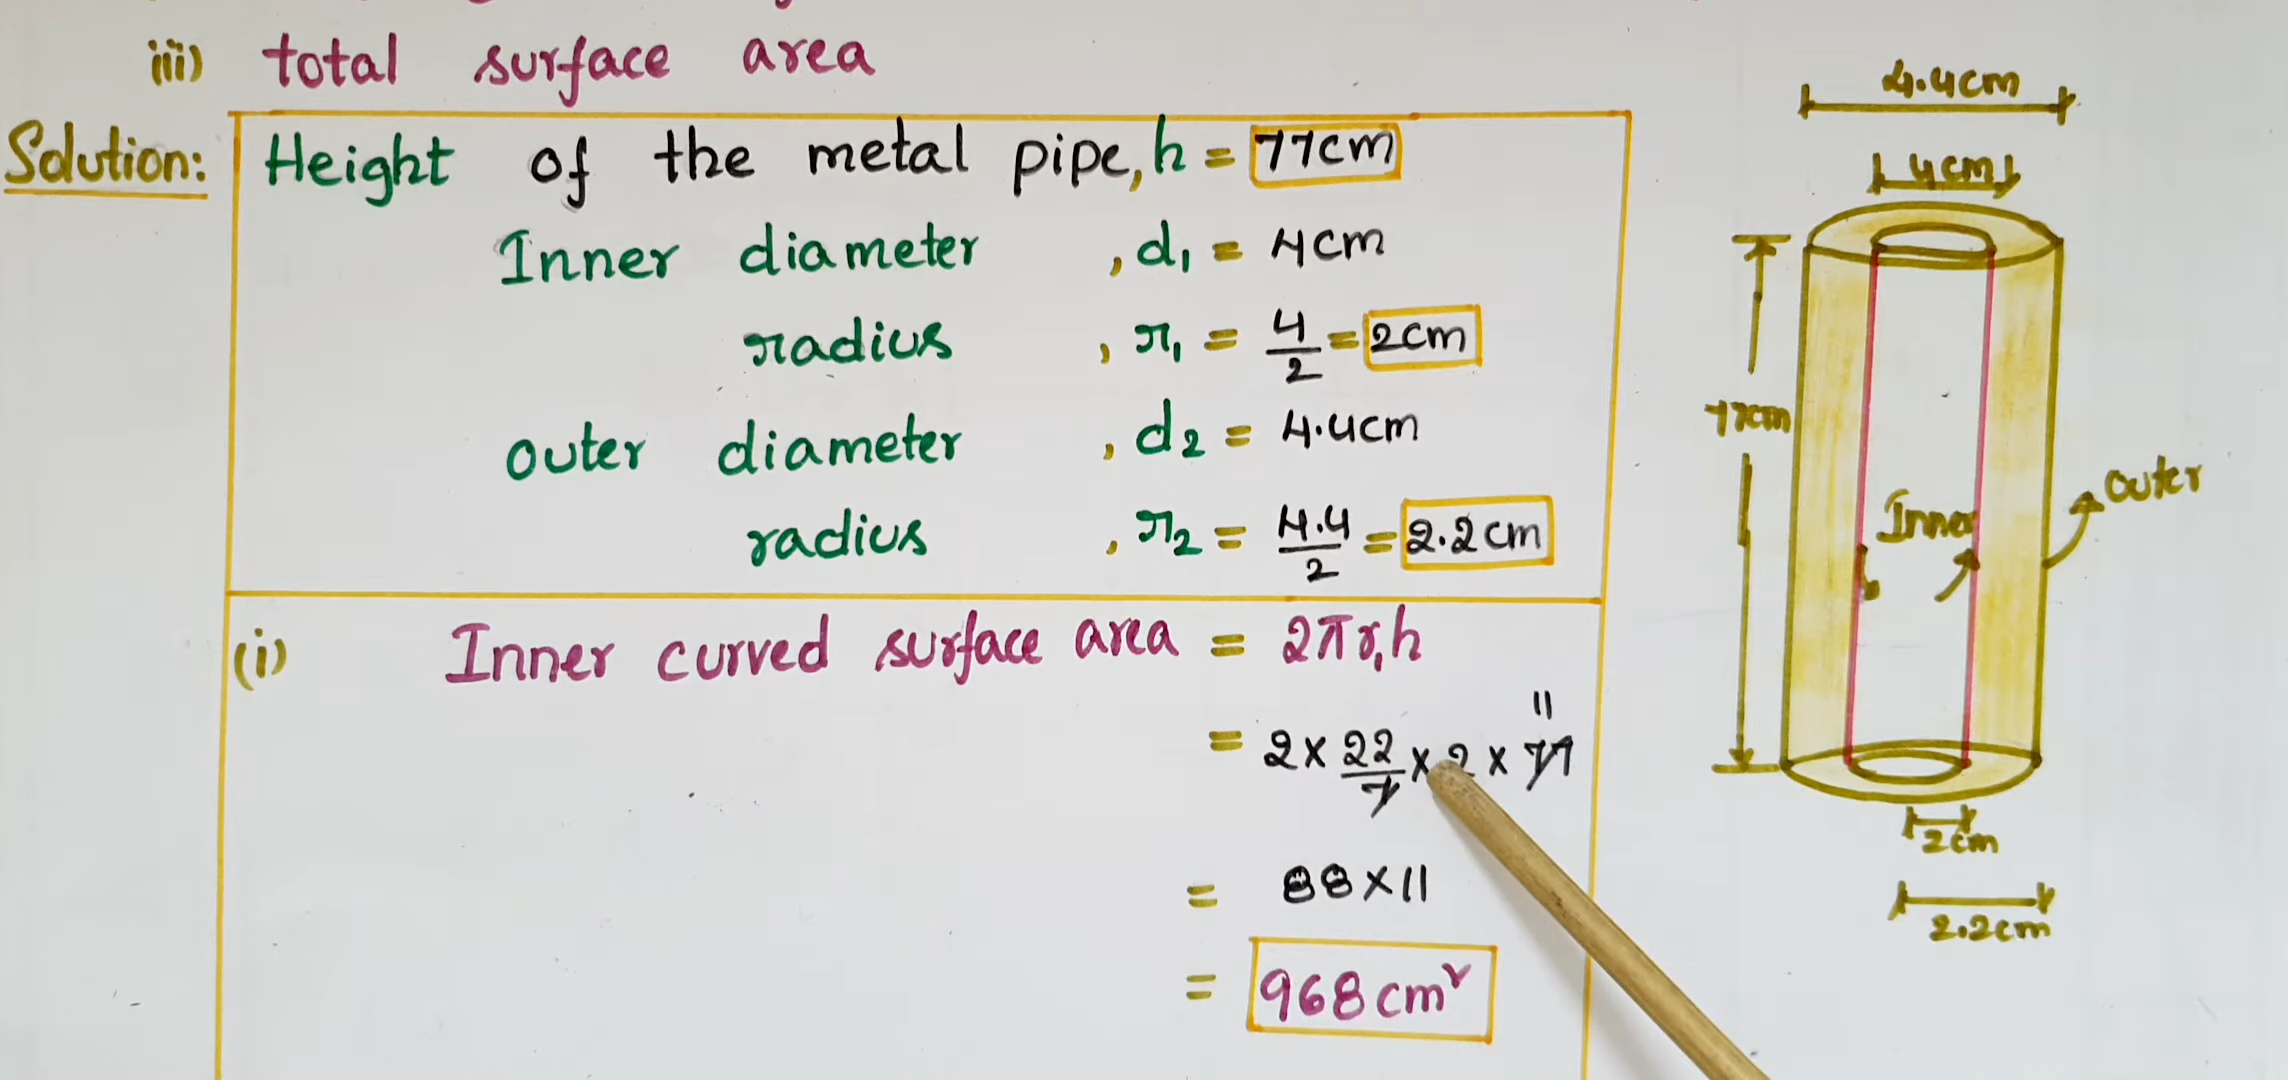 iii) total surface area
Solution: Height of the metal pipe, h = 77cm
Inner diameter , d₁ = 4cm
radius , r₁ = 4/2 = 2cm
outer diameter , d₂ = 4.4cm
radius , r₂ = 4.4/2 = 2.2cm
(i) Inner curved surface area = 2πr₁h
11
= 2 × 22/7 × 2 × 77
= 88 × 11
= 968 cm²
4.4cm
4cm
77cm
Inner
outer
2cm
2.2cm